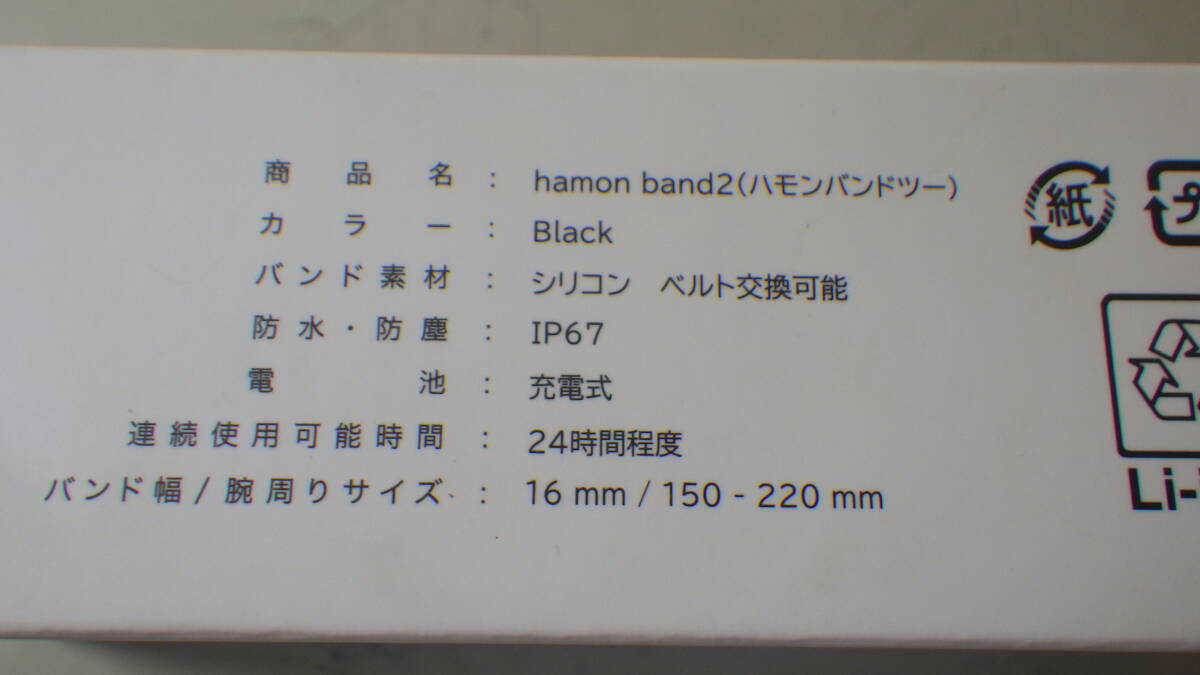 商品名 : hamon band2(ハモンバンドツー)
カラー : Black
バンド素材 : シリコン ベルト交換可能
防水・防塵 : IP67
電池 : 充電式
連続使用可能時間 : 24時間程度
バンド幅/腕周りサイズ : 16 mm / 150 - 220 mm
紙
プ
Li-